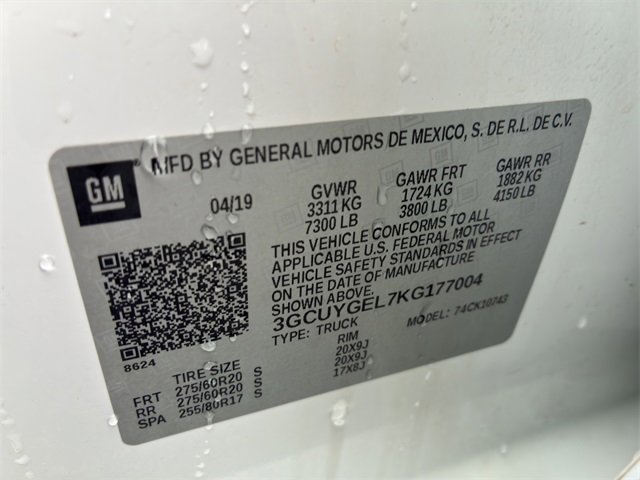 GM
MFD BY GENERAL MOTORS DE MEXICO, S. DE R.L. DE C.V.
04/19 GVWR GAWR FRT GAWR RR
3311 KG 1724 KG 1882 KG
7300 LB 3800 LB 4150 LB
THIS VEHICLE CONFORMS TO ALL
APPLICABLE U.S. FEDERAL MOTOR
VEHICLE SAFETY STANDARDS IN EFFECT
ON THE DATE OF MANUFACTURE
SHOWN ABOVE.
3GCUYGEL7KG177004
TYPE: TRUCK MODEL: 74CK10743
8624
TIRE SIZE RIM
FRT 275/60R20 S 20X9J
RR 275/60R20 S 20X9J
SPA 255/80R17 S 17X8J